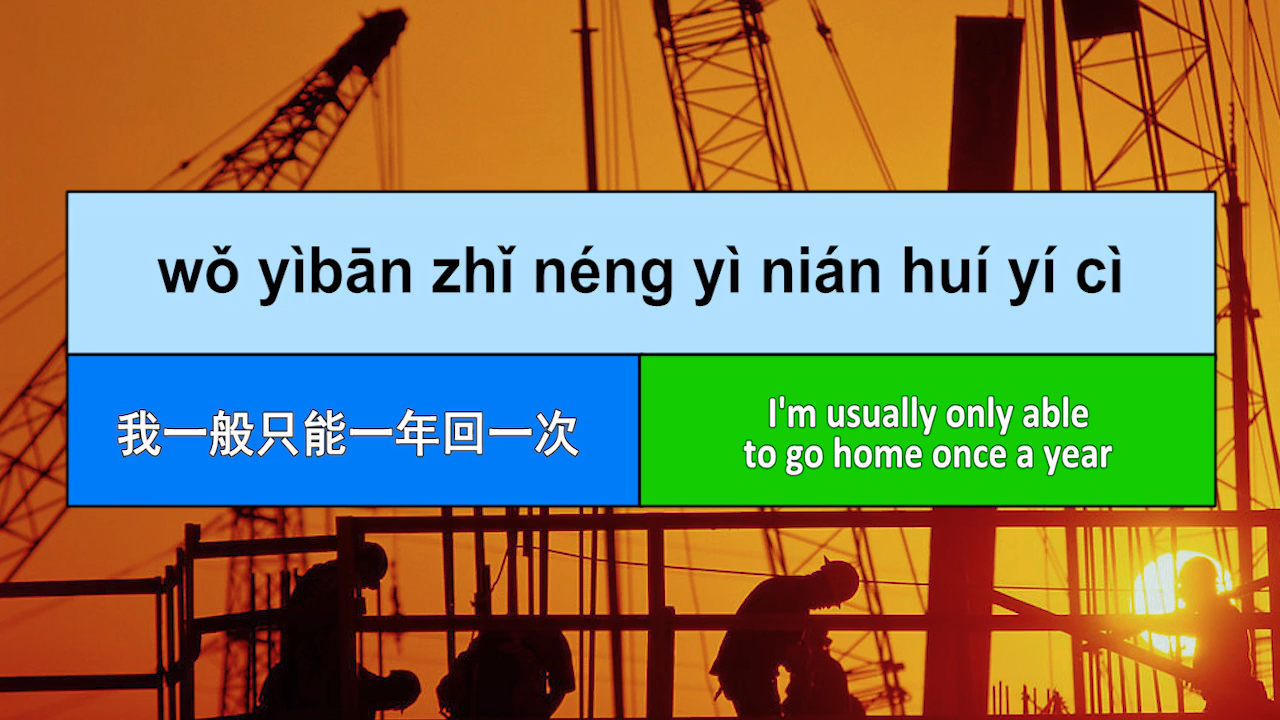 wǒ yìbān zhǐ néng yì nián huí yí cì
我一般只能一年回一次
I'm usually only able
to go home once a year